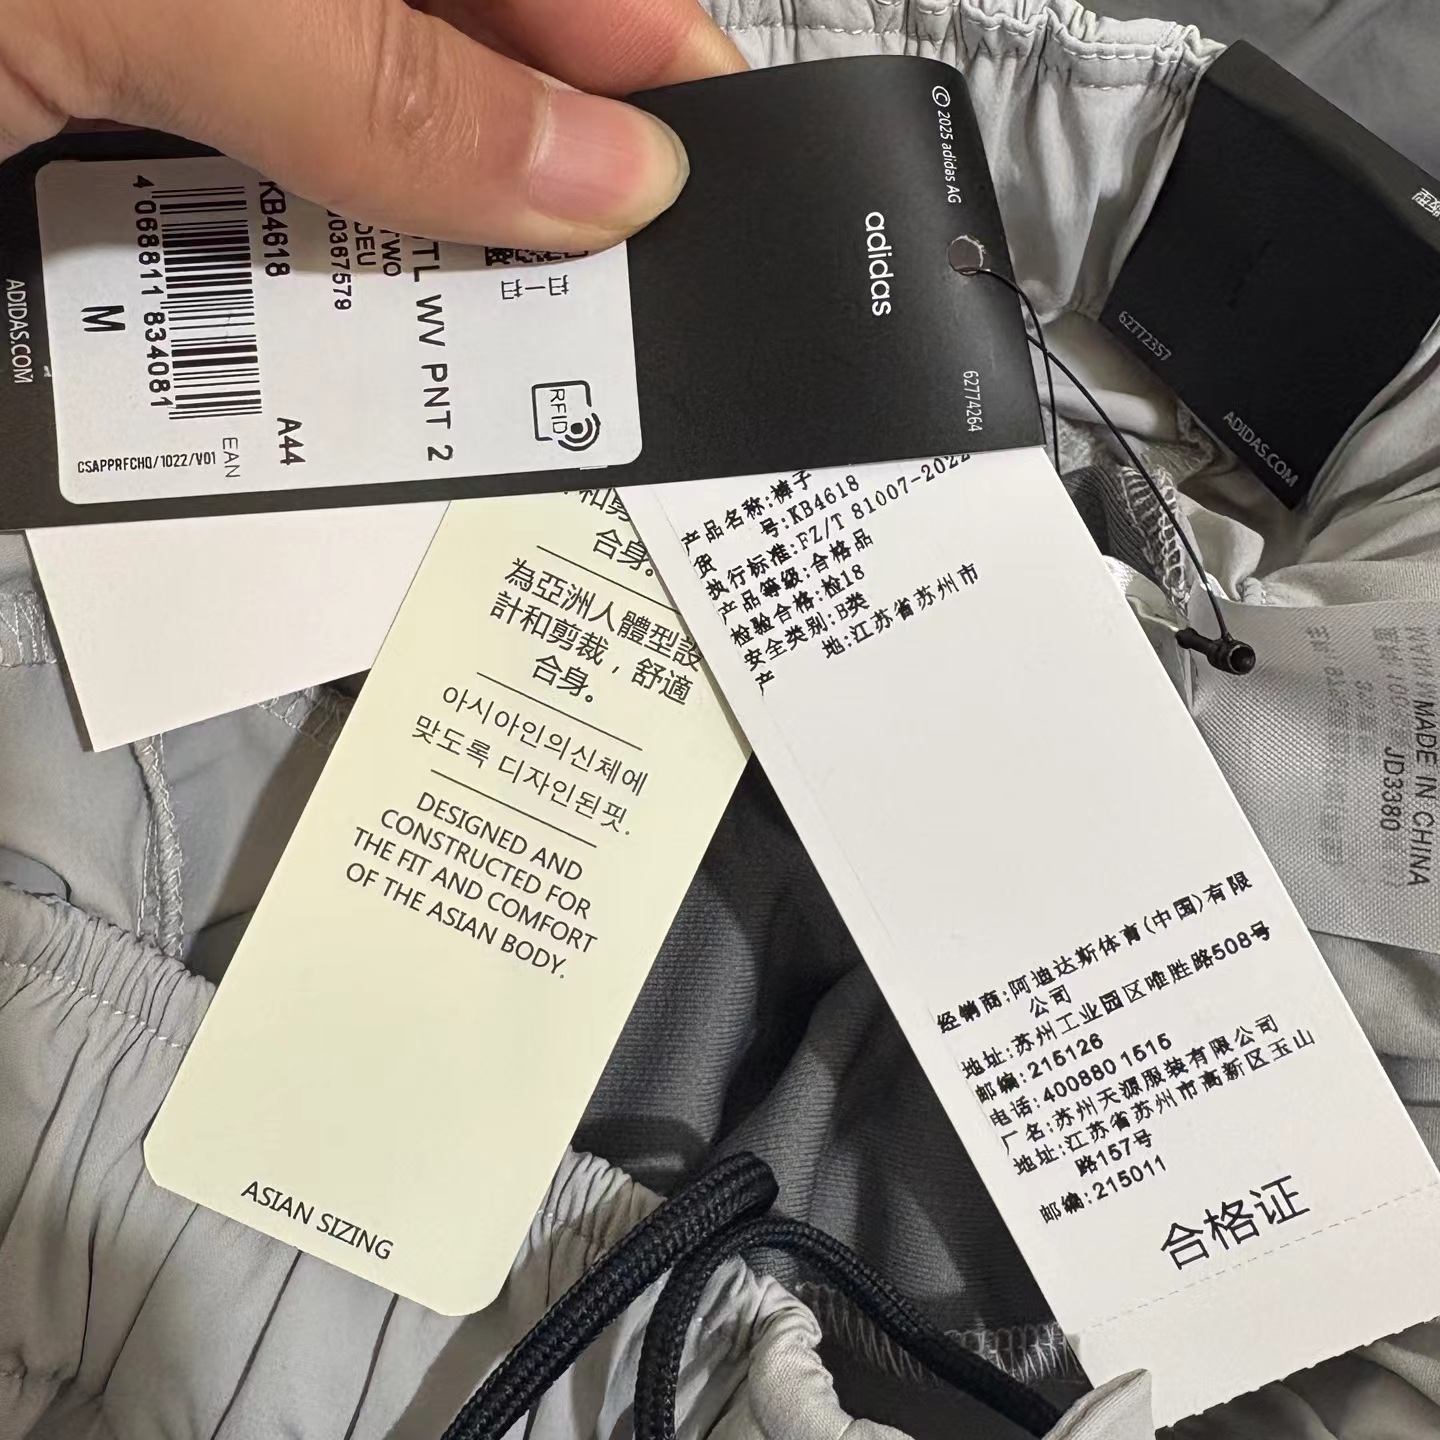 © 2025 adidas AG
adidas
62774264
ADIDAS.COM
TL WV PNT 2
TWO
DEU
00367579
KB4618
A44
4 068811 834081
EAN
M
CSAPPRFCHQ/1022/V01
扫一扫
RFID
62772357
ADIDAS.COM
合身。
為亞洲人體型設
計和剪裁，舒適
合身。
아시아인의신체에
맞도록 디자인된핏.
DESIGNED AND
CONSTRUCTED FOR
THE FIT AND COMFORT
OF THE ASIAN BODY.
ASIAN SIZING
产品名称:裤子
货号:KB4618
执行标准:FZ/T 81007-2022
产品等级:合格品
检验合格:检18
安全类别:B类
产地:江苏省苏州市
经销商:阿迪达斯体育(中国)有限
公司
地址:苏州工业园区唯胜路508号
邮编:215126
电话:400880 1515
厂名:苏州天源服装有限公司
地址:江苏省苏州市高新区玉山
路157号
邮编:215011
合格证
MADE IN CHINA
JD3380